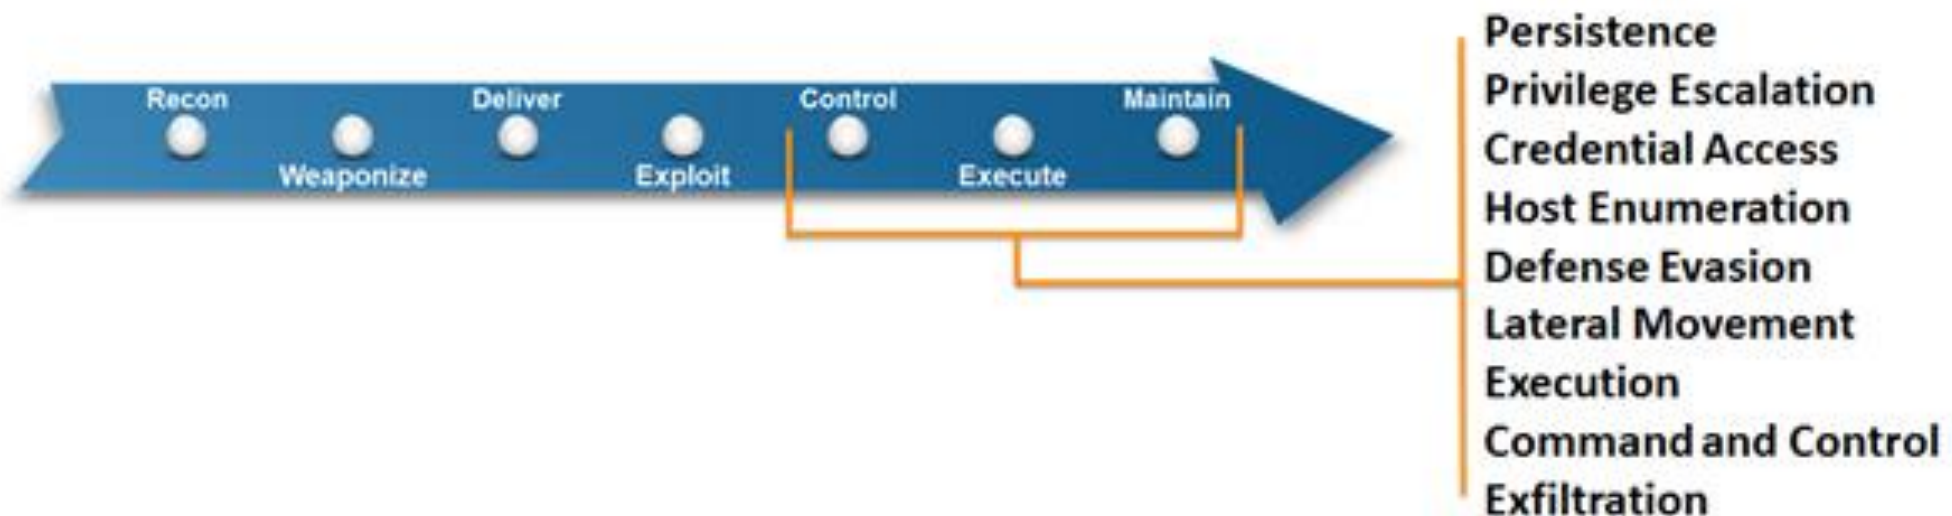 Recon
Weaponize
Deliver
Exploit
Control
Execute
Maintain
Persistence
Privilege Escalation
Credential Access
Host Enumeration
Defense Evasion
Lateral Movement
Execution
Command and Control
Exfiltration